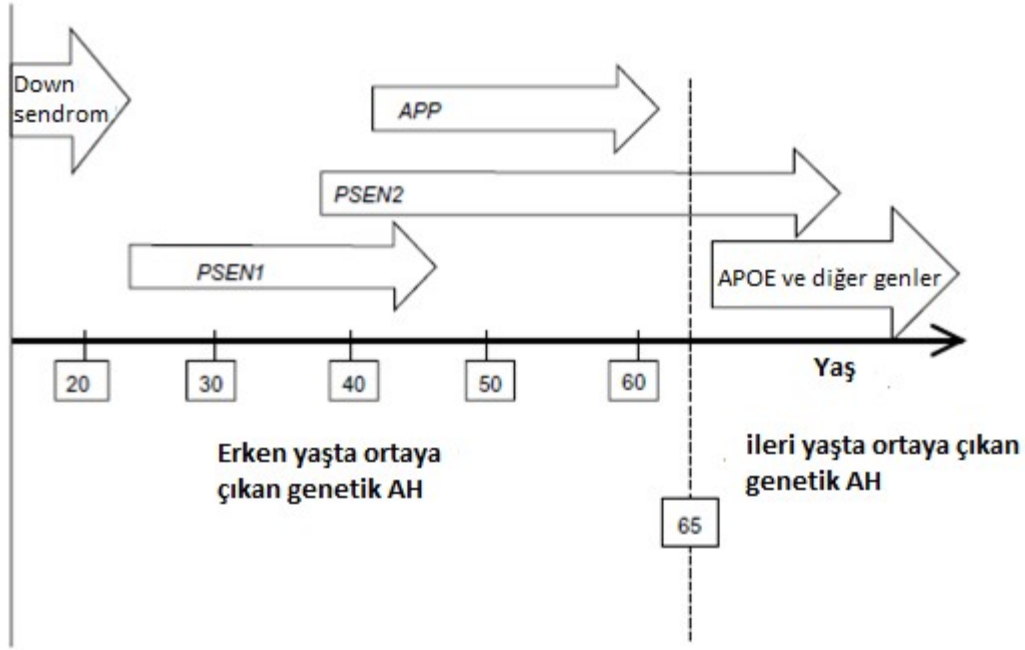 Down
sendrom
APP
PSEN2
PSEN1
APOE ve diğer genler
20
30
40
50
60
Yaş
Erken yaşta ortaya
çıkan genetik AH
ileri yaşta ortaya çıkan
genetik AH
65